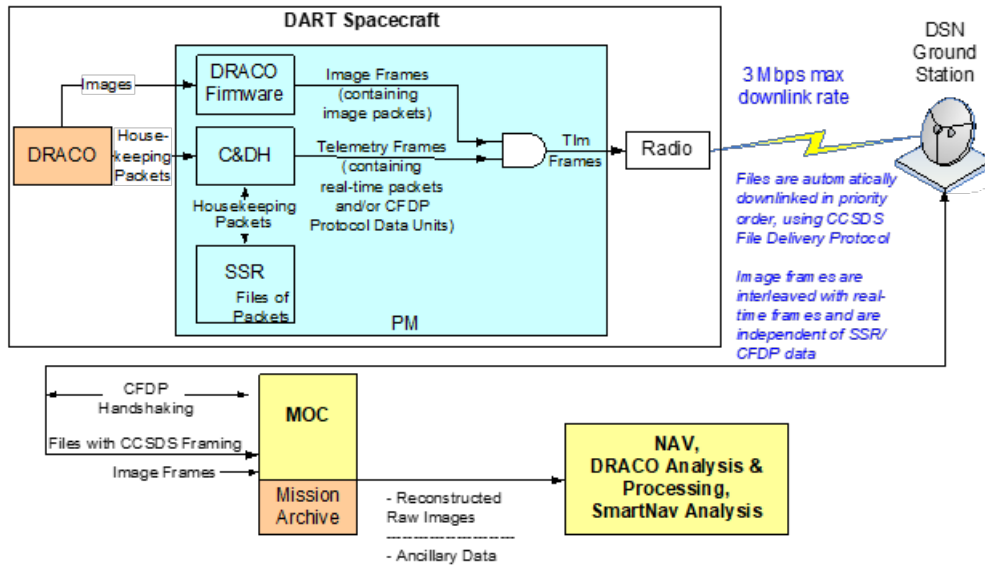 DART Spacecraft
DSN
Ground
Station
Images
DRACO
Firmware
Image Frames
(containing
image packets)
3 Mbps max
downlink rate
DRACO
House-
keeping
Packets
C&DH
Telemetry Frames
(containing
real-time packets
and/or CFDP
Protocol Data Units)
Tlm
Frames
Radio
Housekeeping
Packets
SSR
Files of
Packets
PM
Files are automatically
downlinked in priority
order, using CCSDS
File Delivery Protocol
Image frames are
interleaved with real-
time frames and are
independent of SSR/
CFDP data
CFDP
Handshaking
MOC
Files with CCSDS Framing
Image Frames
Mission
Archive
- Reconstructed
Raw Images
------------------------
- Ancillary Data
NAV,
DRACO Analysis &
Processing,
SmartNav Analysis